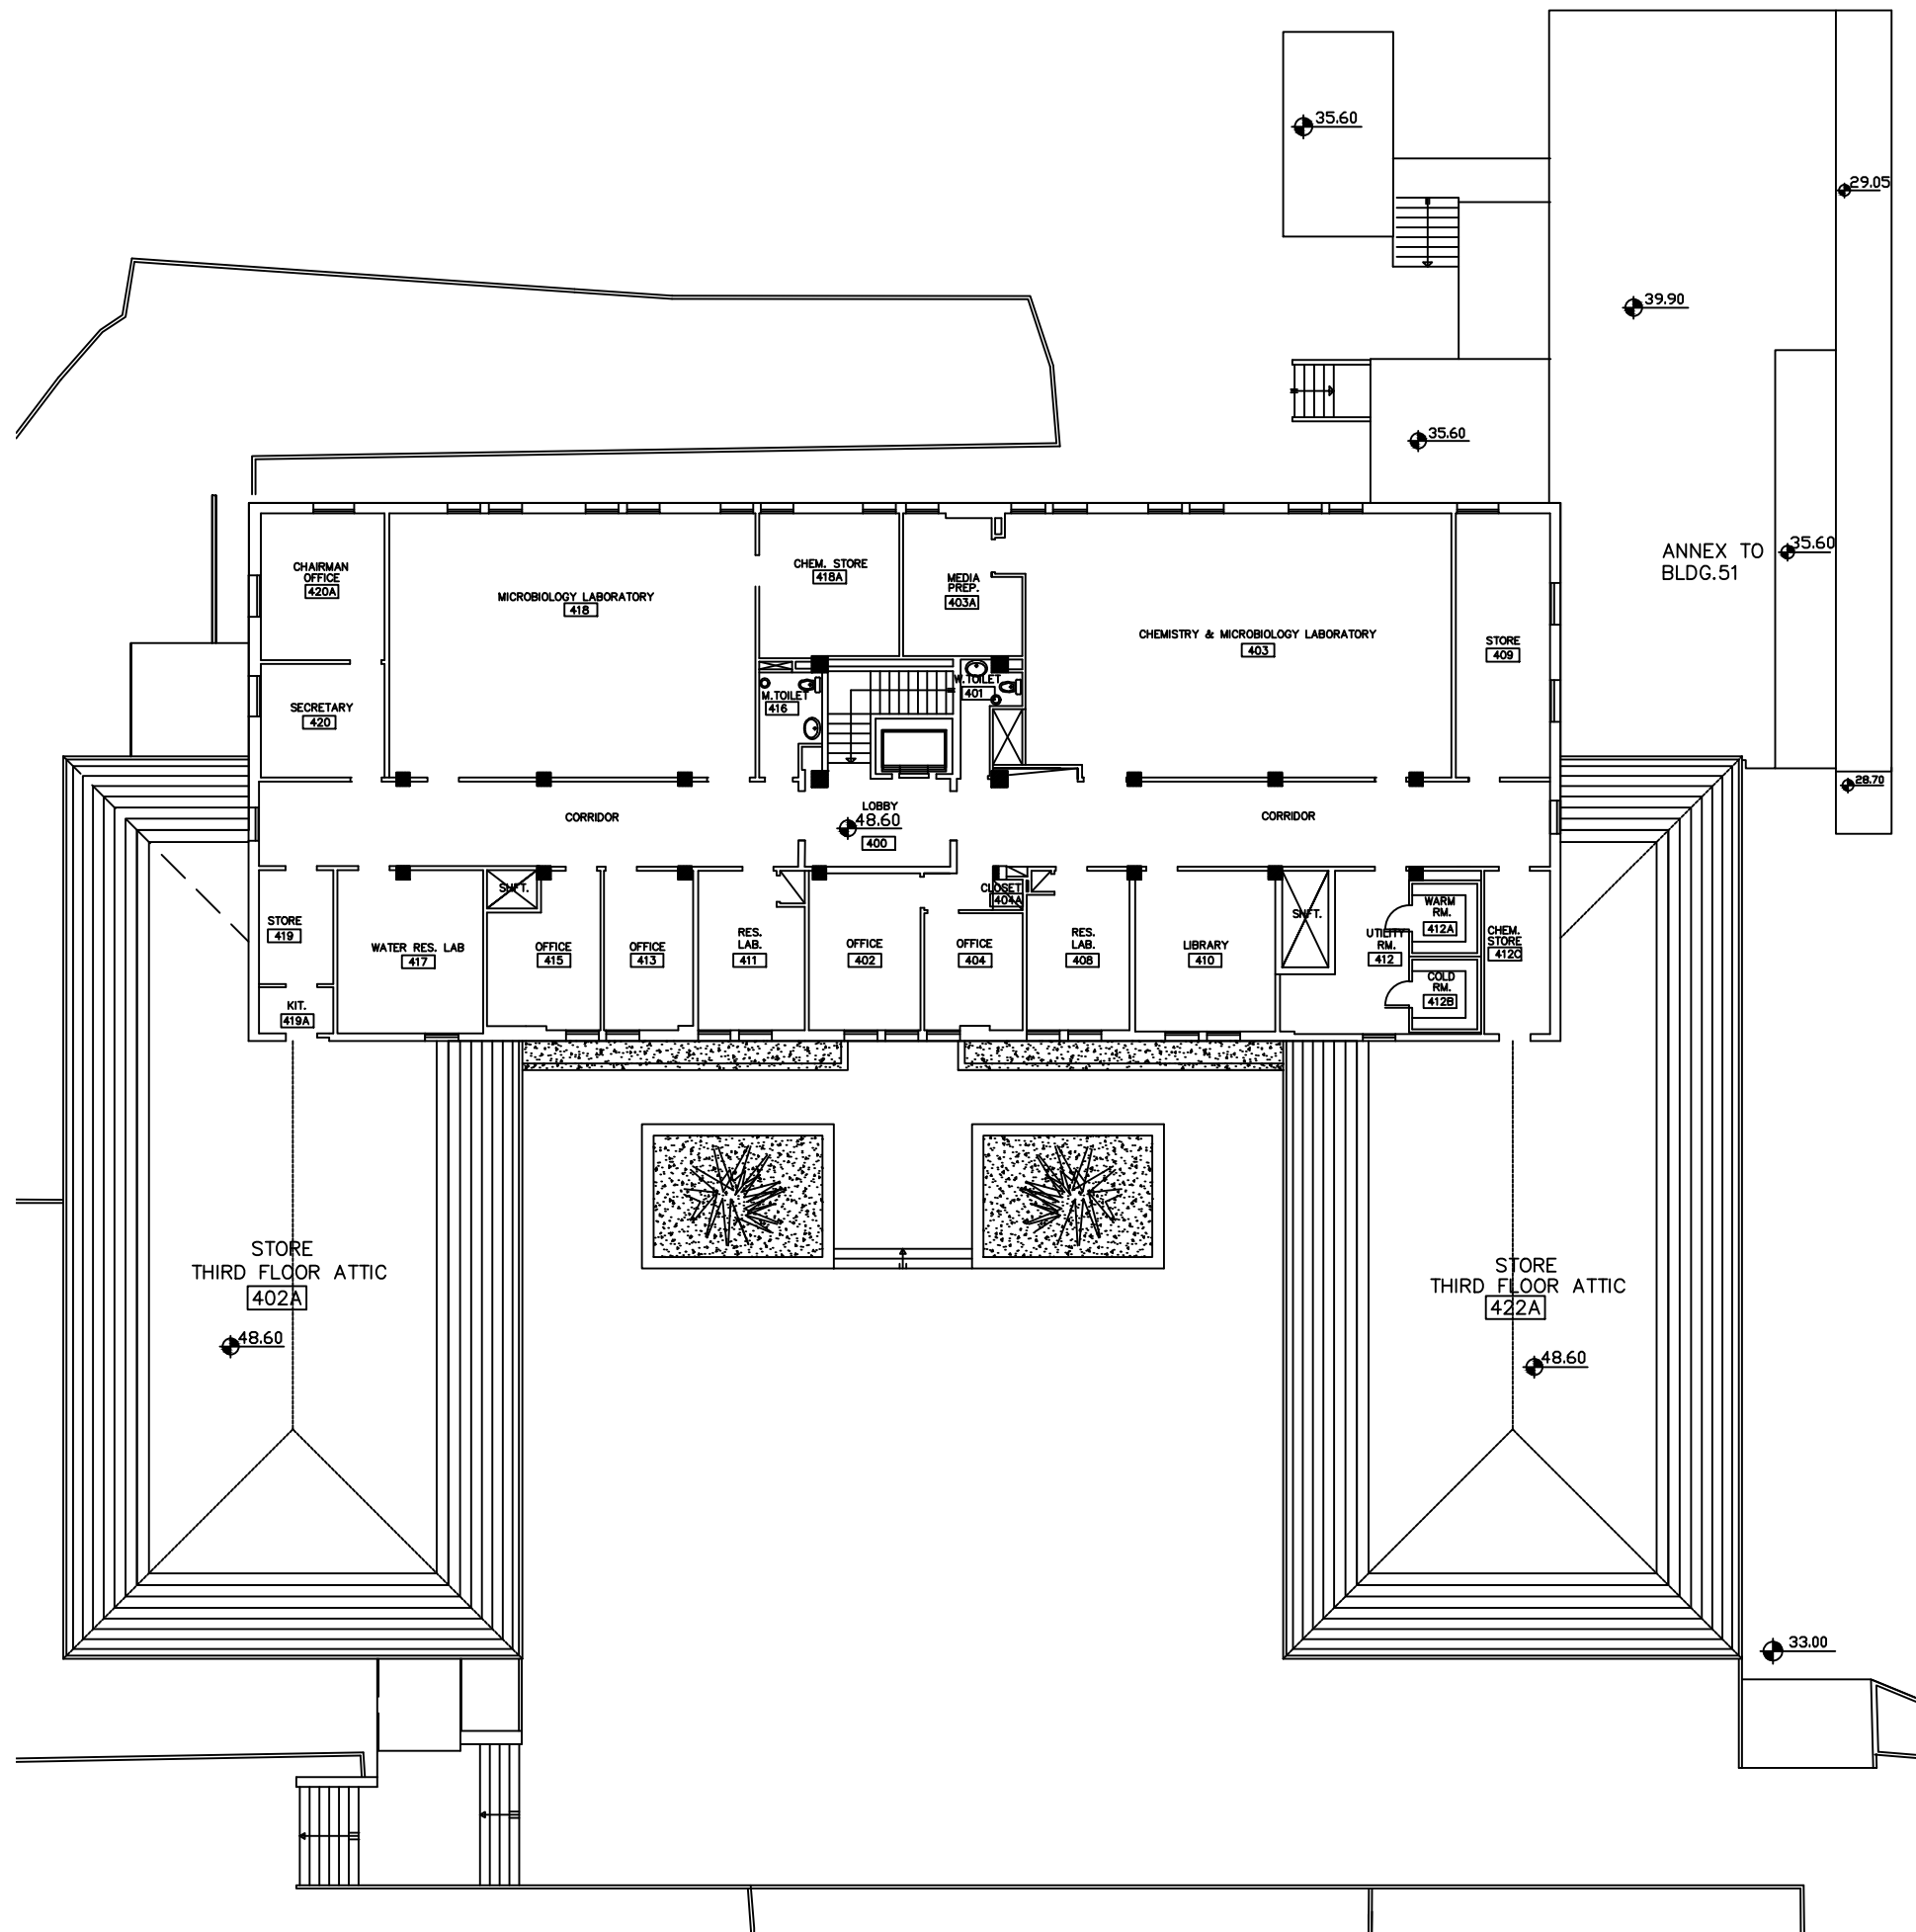 35.60
29.05
39.90
35.60
ANNEX TO
BLDG.51
35.60
CHAIRMAN
OFFICE
420A
MICROBIOLOGY LABORATORY
418
CHEM. STORE
418A
MEDIA
PREP.
403A
CHEMISTRY & MICROBIOLOGY LABORATORY
403
STORE
409
SECRETARY
420
M.TOILET
416
W.TOILET
401
28.70
CORRIDOR
LOBBY
48.60
400
CORRIDOR
STORE
419
KIT.
419A
WATER RES. LAB
417
SHFT.
OFFICE
415
OFFICE
413
RES.
LAB.
411
OFFICE
402
CLOSET
404A
OFFICE
404
RES.
LAB.
408
LIBRARY
410
SHFT.
UTILITY
RM.
412
WARM
RM.
412A
COLD
RM.
412B
CHEM.
STORE
412C
STORE
THIRD FLOOR ATTIC
402A
48.60
STORE
THIRD FLOOR ATTIC
422A
48.60
33.00